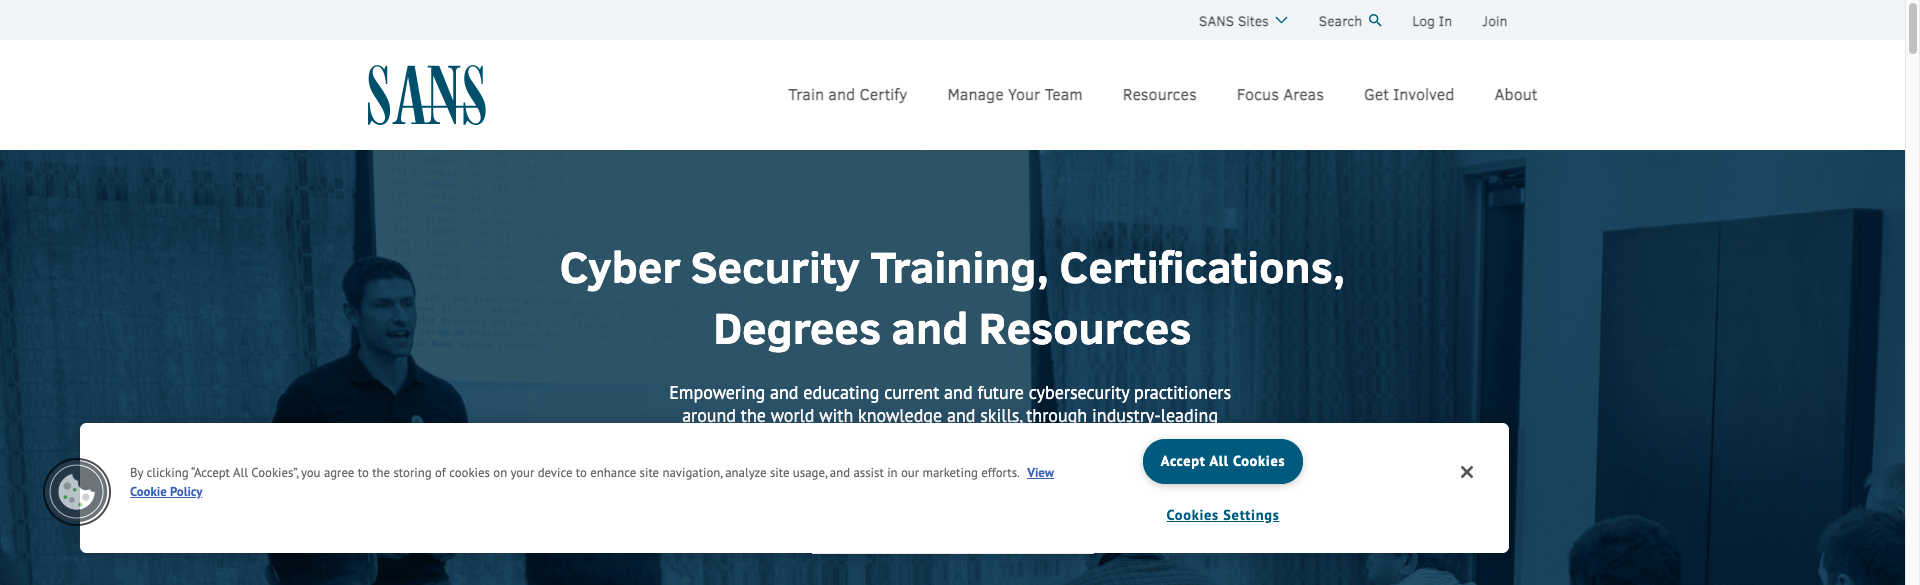 SANS Sites
Search
Log In
Join
SANS
Train and Certify
Manage Your Team
Resources
Focus Areas
Get Involved
About
Cyber Security Training, Certifications,
Degrees and Resources
Empowering and educating current and future cybersecurity practitioners
around the world with knowledge and skills, through industry-leading
By clicking “Accept All Cookies”, you agree to the storing of cookies on your device to enhance site navigation, analyze site usage, and assist in our marketing efforts. View
Cookie Policy
Accept All Cookies
Cookies Settings